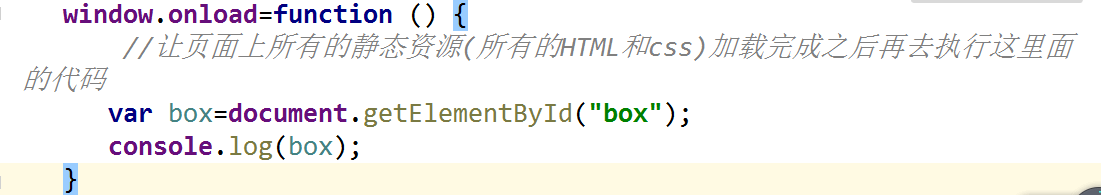 window.onload=function () {
//让页面上所有的静态资源(所有的HTML和css)加载完成之后再去执行这里面
的代码
var box=document.getElementById("box");
console.log(box);
}